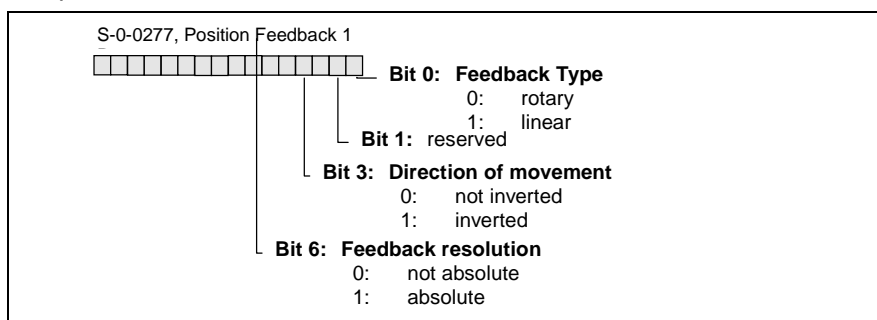 S-0-0277, Position Feedback 1
Bit 0: Feedback Type
0: rotary
1: linear
Bit 1: reserved
Bit 3: Direction of movement
0: not inverted
1: inverted
Bit 6: Feedback resolution
0: not absolute
1: absolute